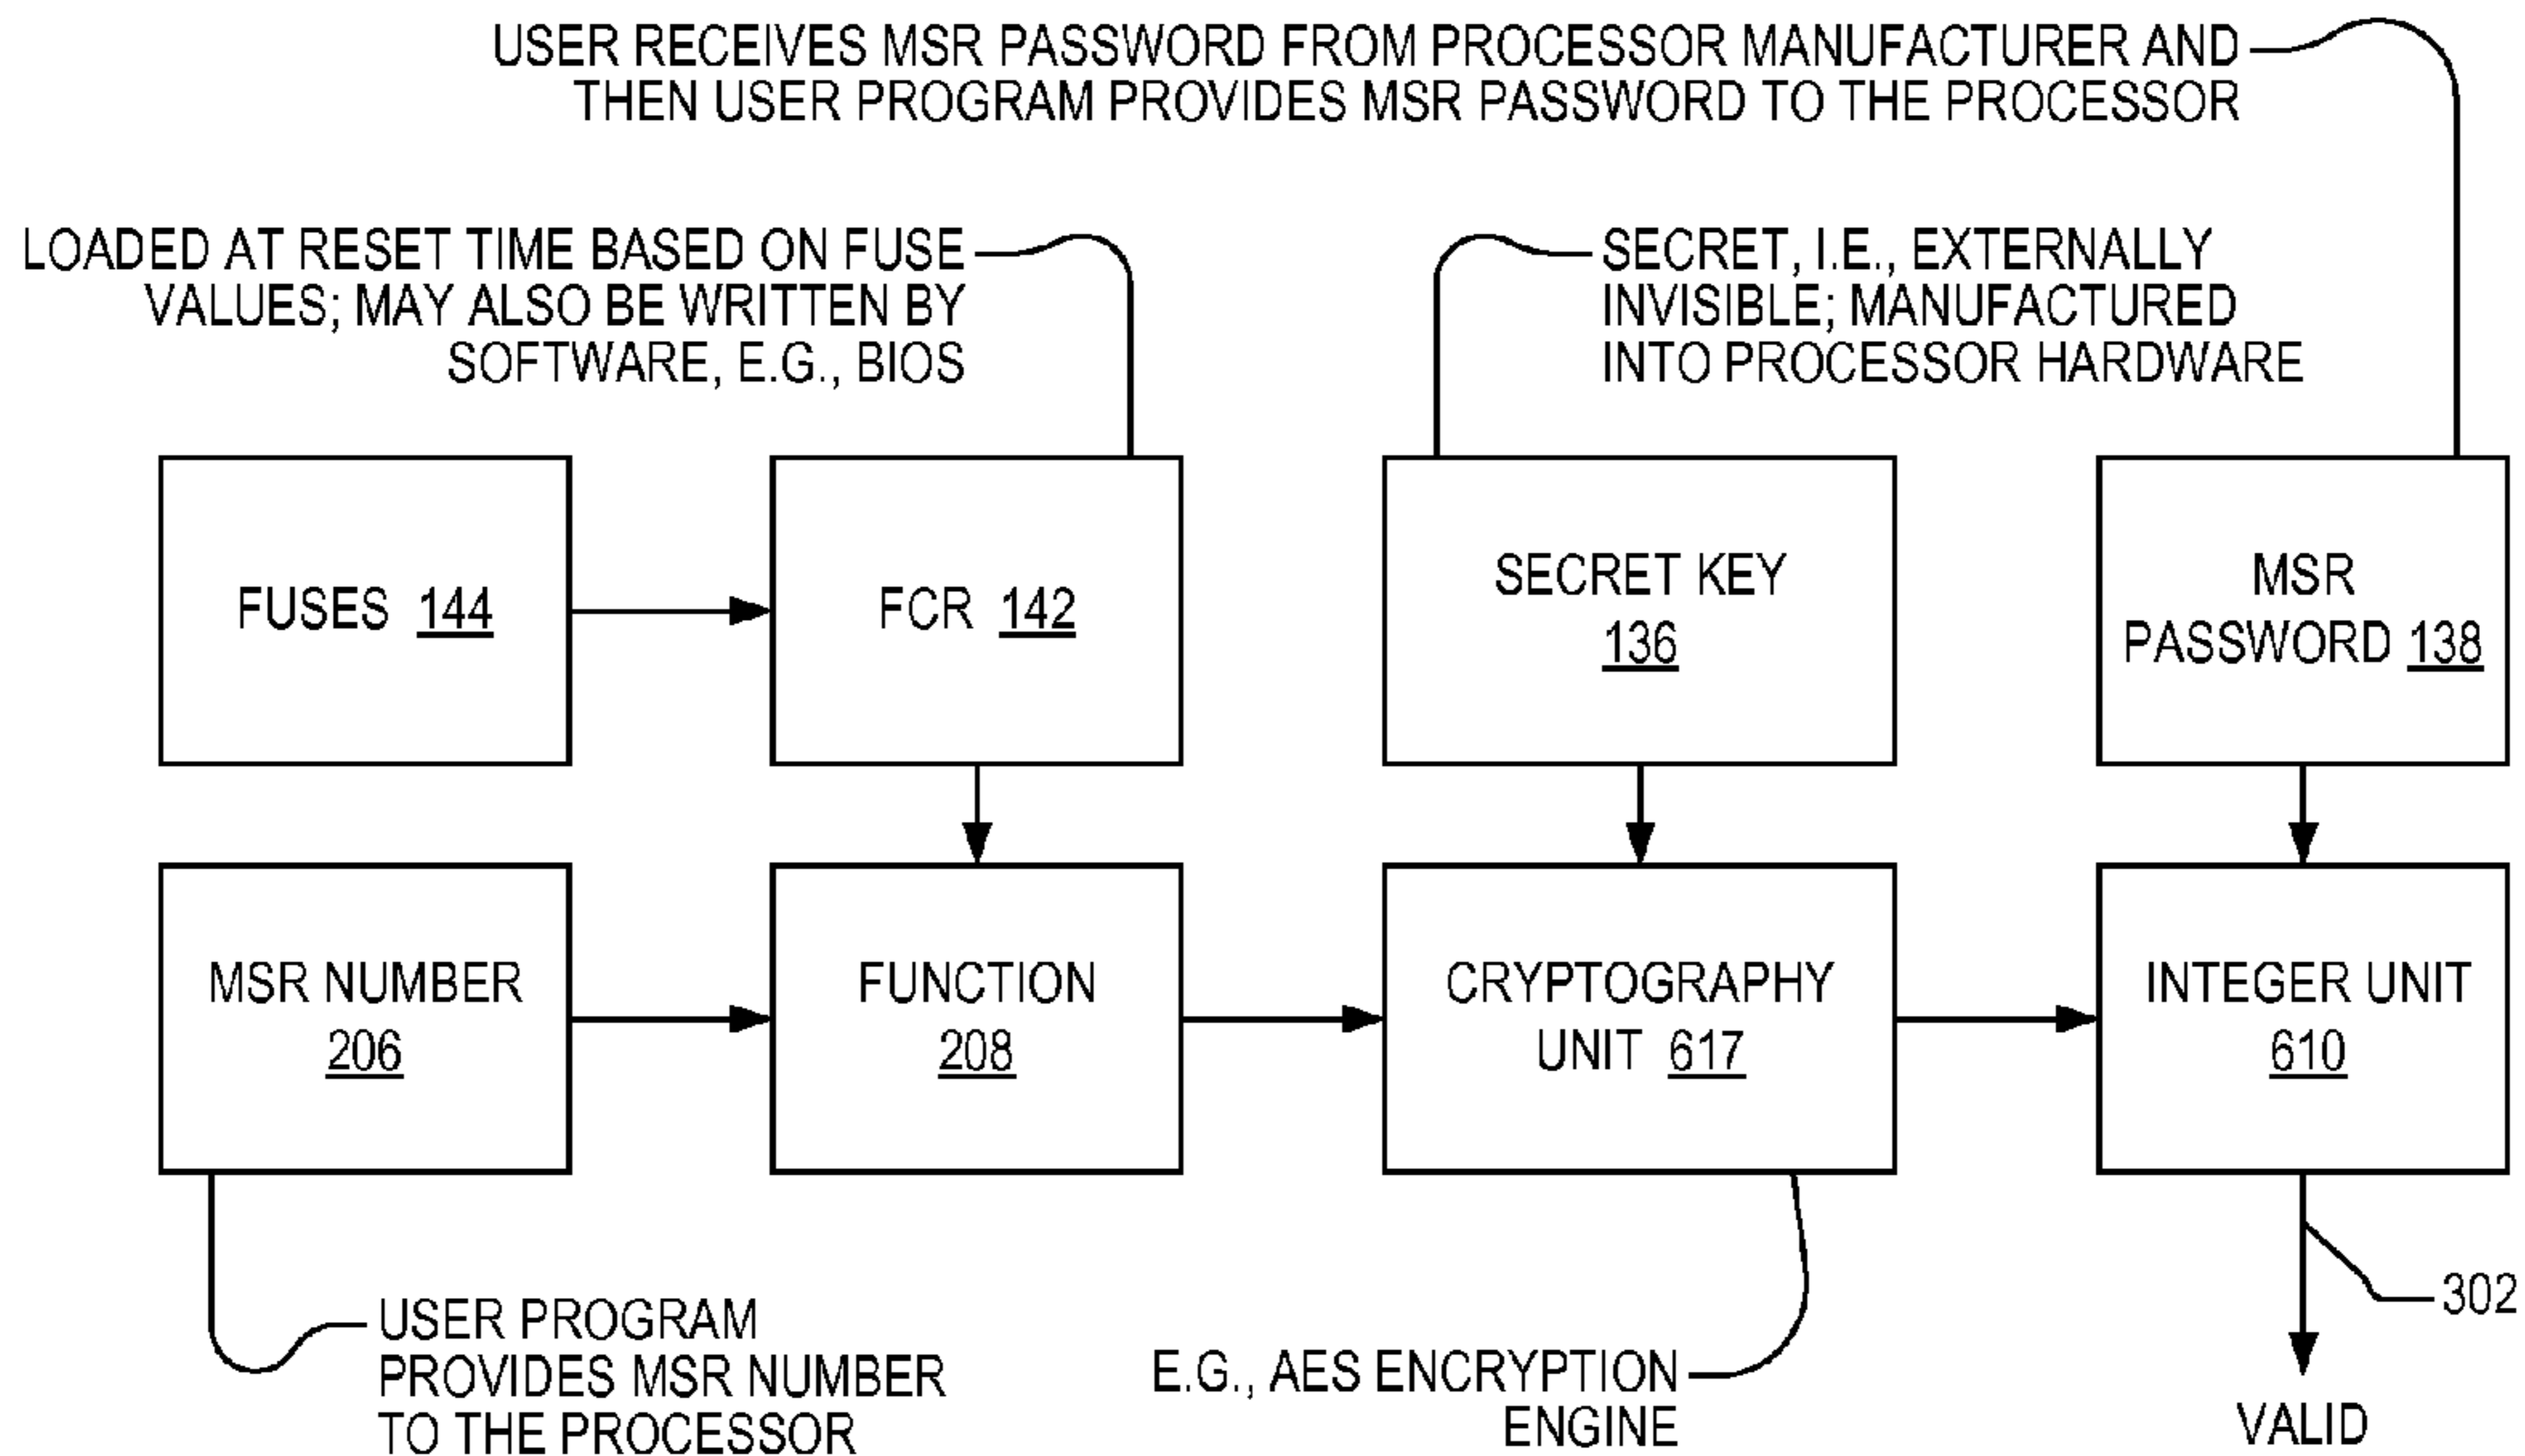 USER RECEIVES MSR PASSWORD FROM PROCESSOR MANUFACTURER AND
THEN USER PROGRAM PROVIDES MSR PASSWORD TO THE PROCESSOR
LOADED AT RESET TIME BASED ON FUSE
VALUES; MAY ALSO BE WRITTEN BY
SOFTWARE, E.G., BIOS
SECRET, I.E., EXTERNALLY
INVISIBLE; MANUFACTURED
INTO PROCESSOR HARDWARE
FUSES 144
FCR 142
SECRET KEY
136
MSR
PASSWORD 138
MSR NUMBER
206
FUNCTION
208
CRYPTOGRAPHY
UNIT 617
INTEGER UNIT
610
USER PROGRAM
PROVIDES MSR NUMBER
TO THE PROCESSOR
E.G., AES ENCRYPTION
ENGINE
302
VALID